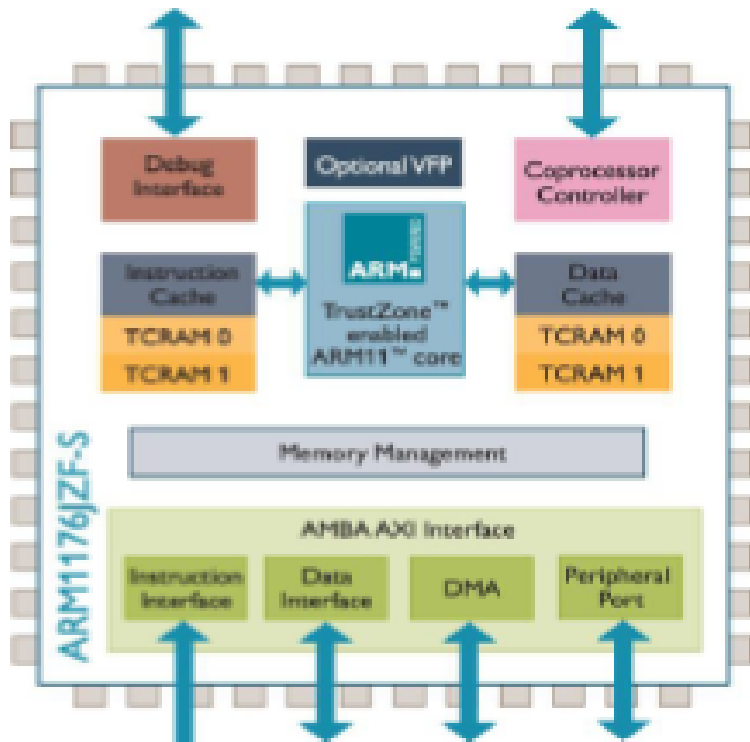 Debug
Interface
Optional VFP
Coprocessor
Controller
Instruction
Cache
ARM
POWERED
TrustZone™
enabled
ARM11™ core
Data
Cache
TCRAM 0
TCRAM 1
TCRAM 0
TCRAM 1
Memory Management
ARM1176JZF-S
AMBA AXI Interface
Instruction
Interface
Data
Interface
DMA
Peripheral
Port